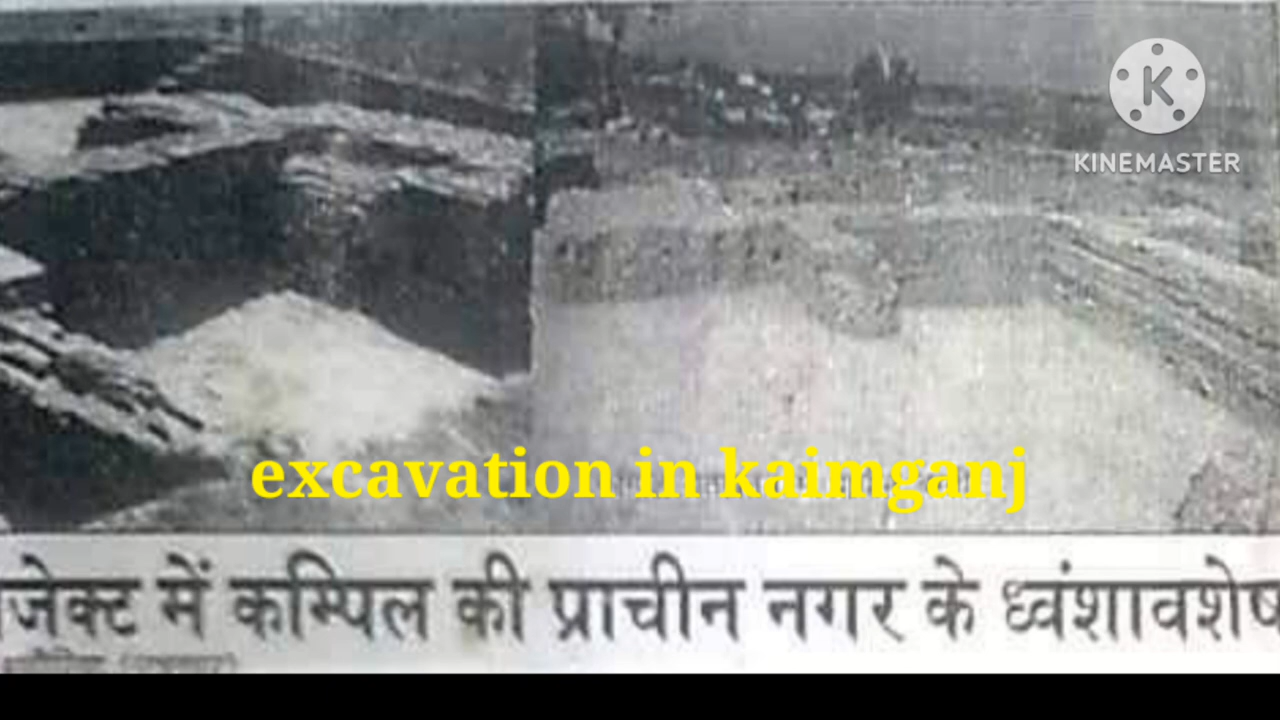 KINEMASTER
excavation in kaimganj
जेक्ट में कम्पिल की प्राचीन नगर के ध्वंशावशेष